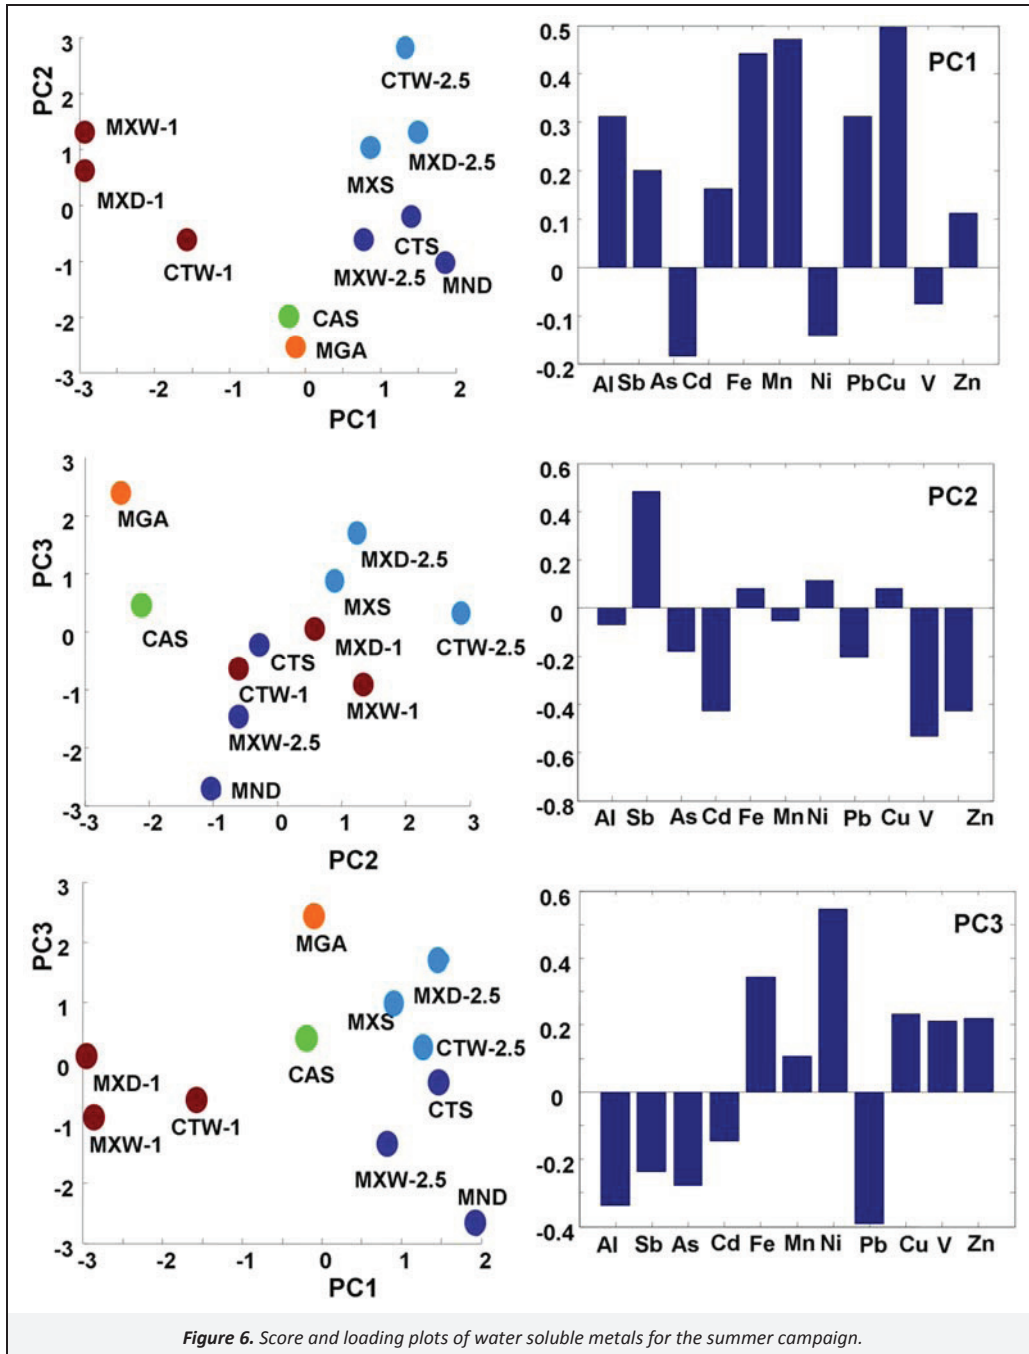 3
2
1
0
-1
-2
-3
PC2
CTW-2.5
MXW-1
MXD-2.5
MXS
MXD-1
CTS
CTW-1
MXW-2.5
MND
CAS
MGA
-3 -2 -1 0 1 2
PC1
0.5
0.4
0.3
0.2
0.1
0
-0.1
-0.2
PC1
Al Sb As Cd Fe Mn Ni Pb Cu V Zn
3
2
1
0
-1
-2
-3
PC3
MGA
MXD-2.5
MXS
CAS
CTS
MXD-1
CTW-2.5
CTW-1
MXW-1
MXW-2.5
MND
-3 -2 -1 0 1 2 3
PC2
0.6
0.4
0.2
0
-0.2
-0.4
-0.6
-0.8
PC2
Al Sb As Cd Fe Mn Ni Pb Cu V Zn
3
2
1
0
-1
-2
-3
PC3
MGA
MXD-2.5
MXS
CTW-2.5
CAS
MXD-1
CTS
CTW-1
MXW-1
MXW-2.5
MND
-3 -2 -1 0 1 2
PC1
0.6
0.4
0.2
0
-0.2
-0.4
PC3
Al Sb As Cd Fe Mn Ni Pb Cu V Zn
Figure 6. Score and loading plots of water soluble metals for the summer campaign.